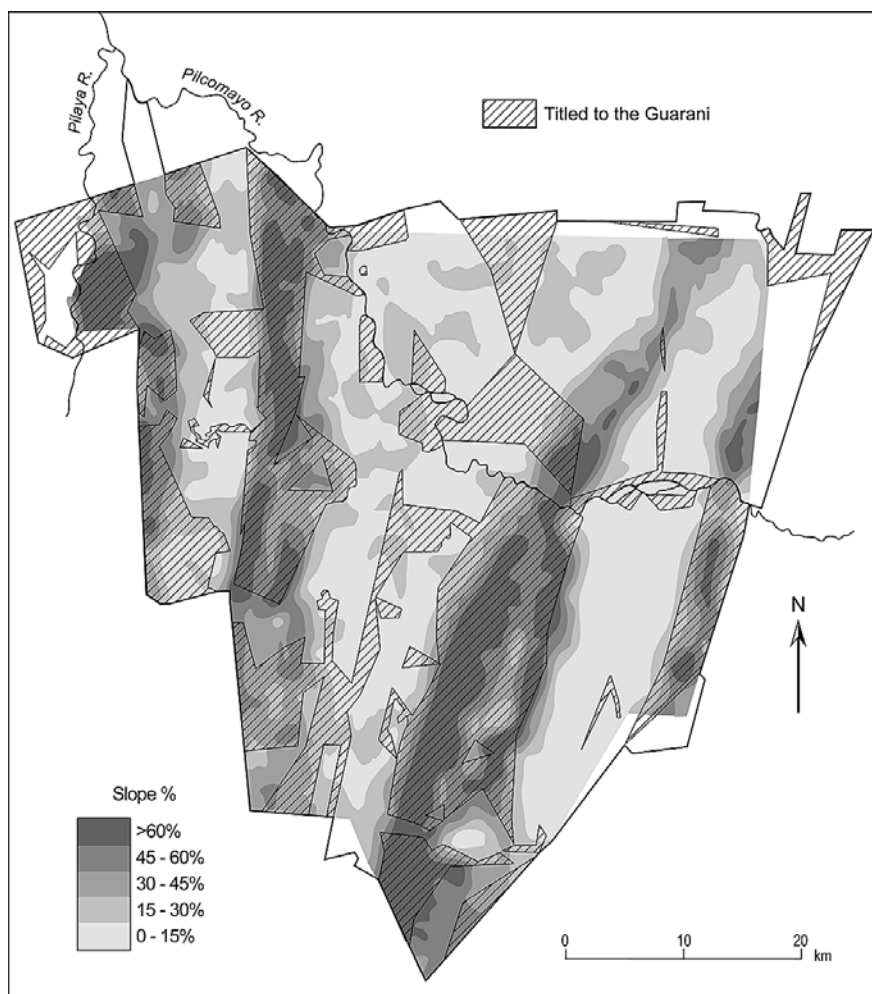 Pilaya R.
Pilcomayo R.
Titled to the Guarani
N
Slope %
>60%
45 - 60%
30 - 45%
15 - 30%
0 - 15%
0 10 20
km